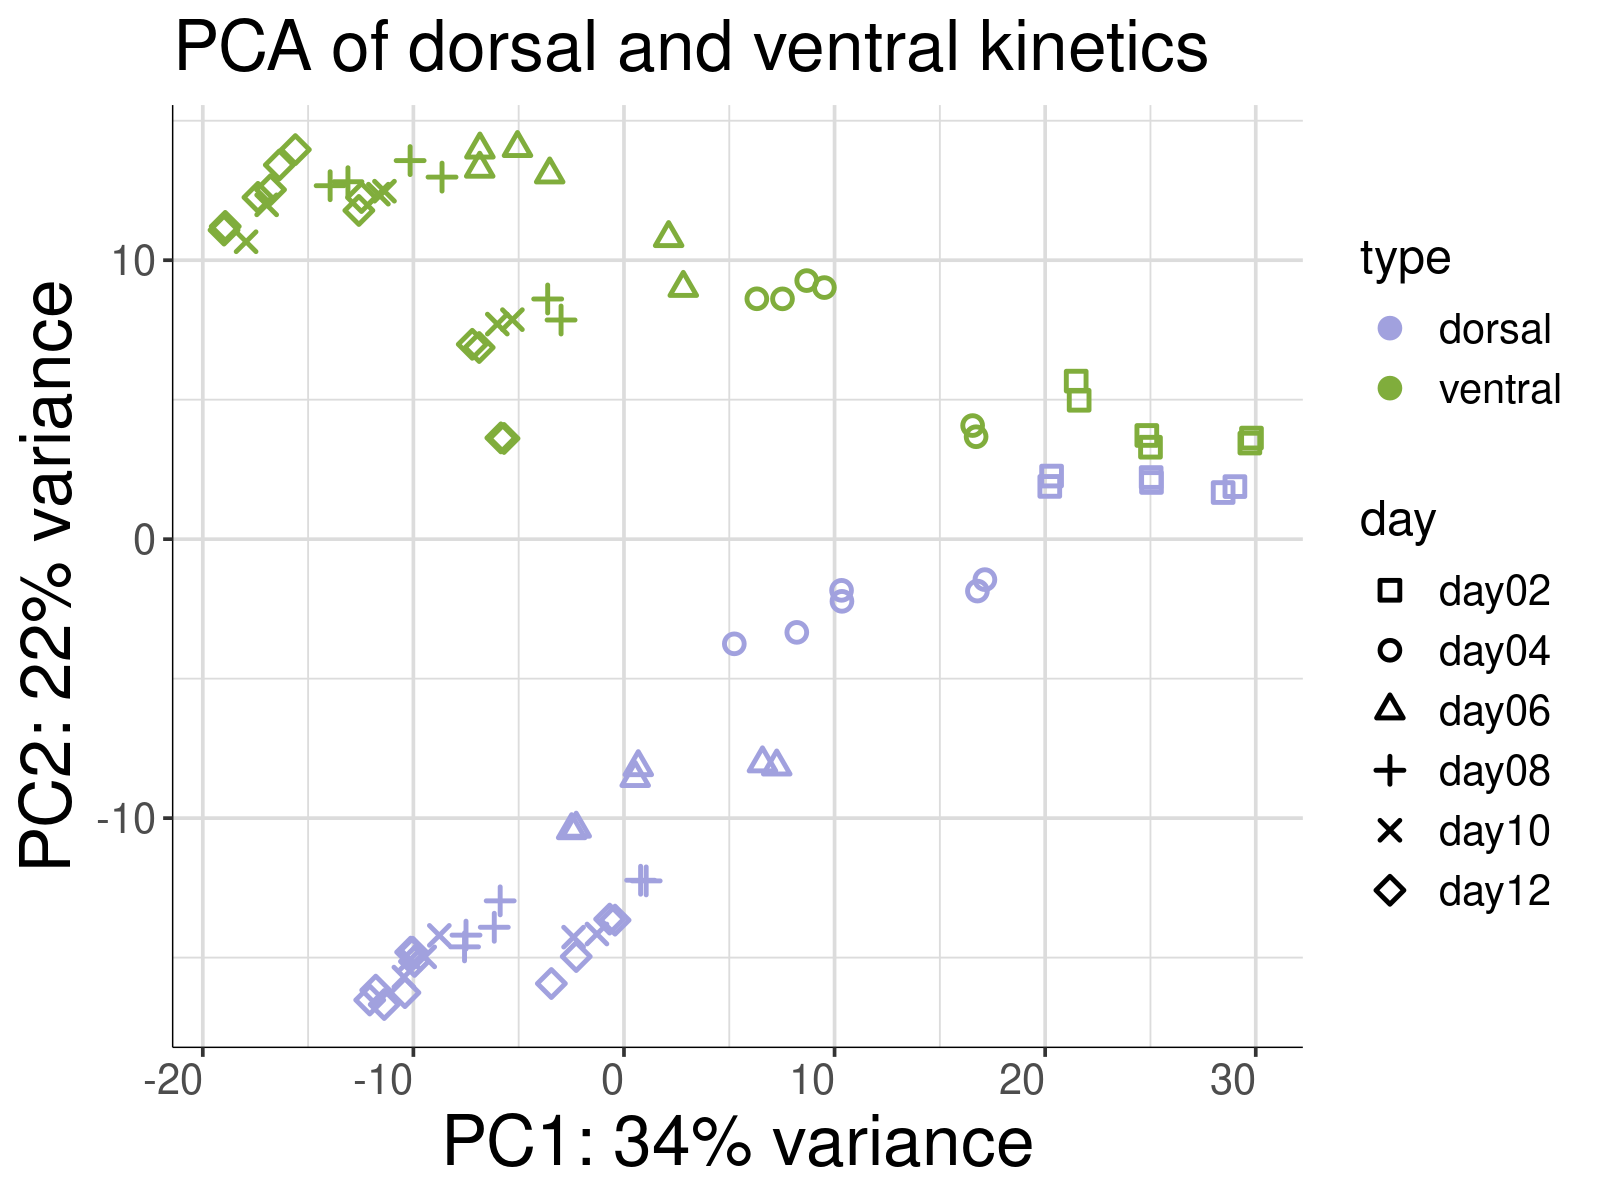 PCA of dorsal and ventral kinetics
PC2: 22% variance
10
0
-10
-20
-10
0
10
20
30
PC1: 34% variance
type
dorsal
ventral
day
day02
day04
day06
day08
day10
day12